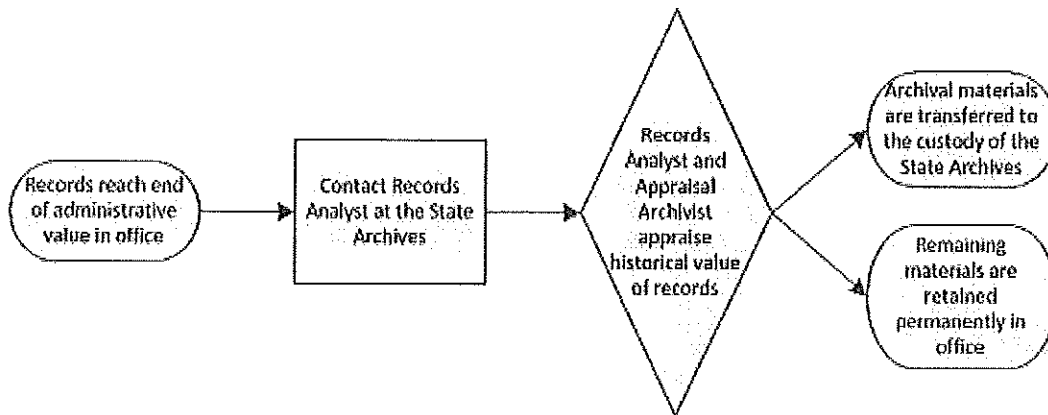 Records reach end
of administrative
value in office
Contact Records
Analyst at the State
Archives
Records
Analyst and
Appraisal
Archivist
appraise
historical value
of records
Archival materials
are transferred to
the custody of the
State Archives
Remaining
materials are
retained
permanently in
office